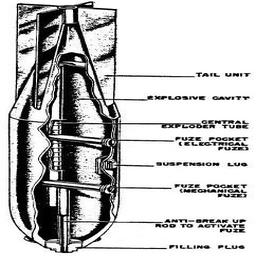 TAIL UNIT
EXPLOSIVE CAVITY
CENTRAL
EXPLODER TUBE
FUZE POCKET
(ELECTRICAL
FUZE)
SUSPENSION LUG
FUZE POCKET
(MECHANICAL
FUZE)
ANTI-BREAK UP
ROD TO ACTIVATE
FUZE
FILLING PLUG